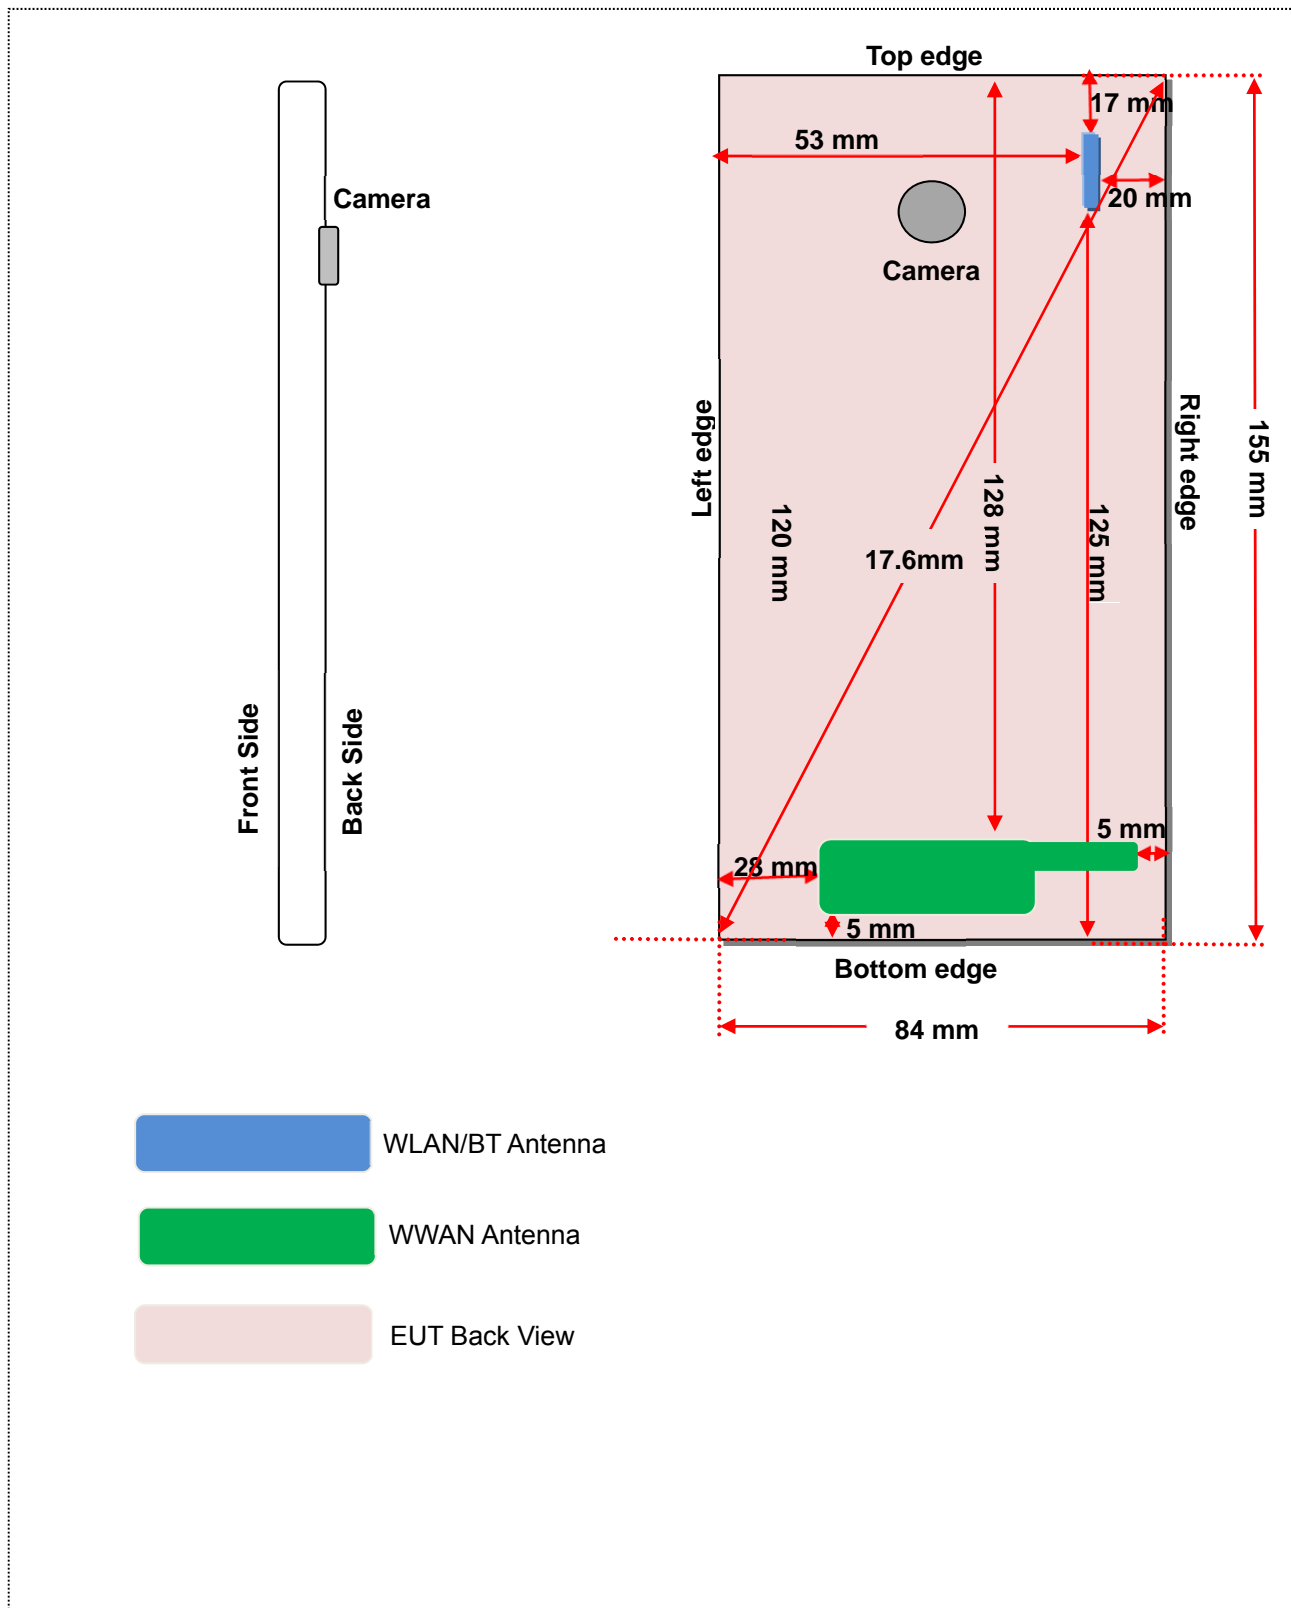 Top edge
17 mm
53 mm
Camera
20 mm
Camera
Left edge
Right edge
155 mm
128 mm
120 mm
125 mm
17.6mm
Front Side
Back Side
5 mm
28 mm
5 mm
Bottom edge
84 mm
WLAN/BT Antenna
WWAN Antenna
EUT Back View